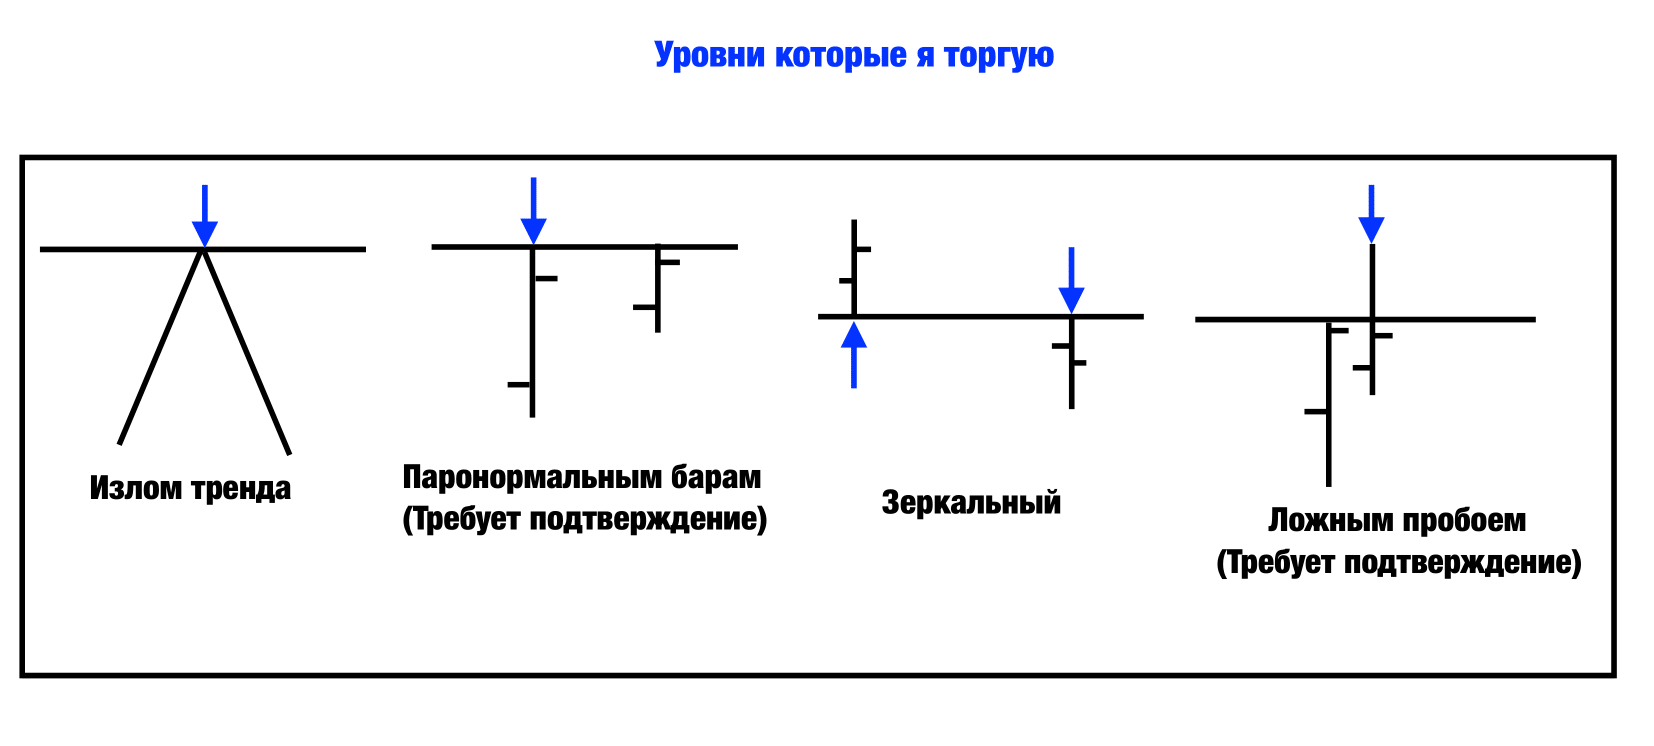 Уровни которые я торгую
Излом тренда
Паронормальным барам
(Требует подтверждение)
Зеркальный
Ложным пробоем
(Требует подтверждение)